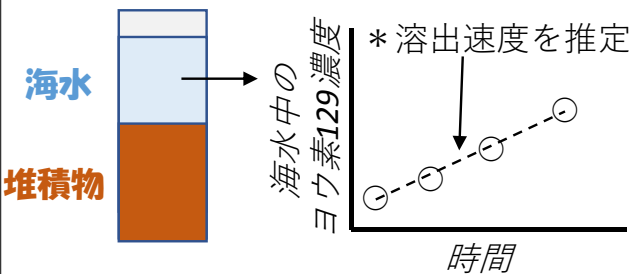 海水
堆積物
海水中の
ヨウ素129濃度
＊溶出速度を推定
時間